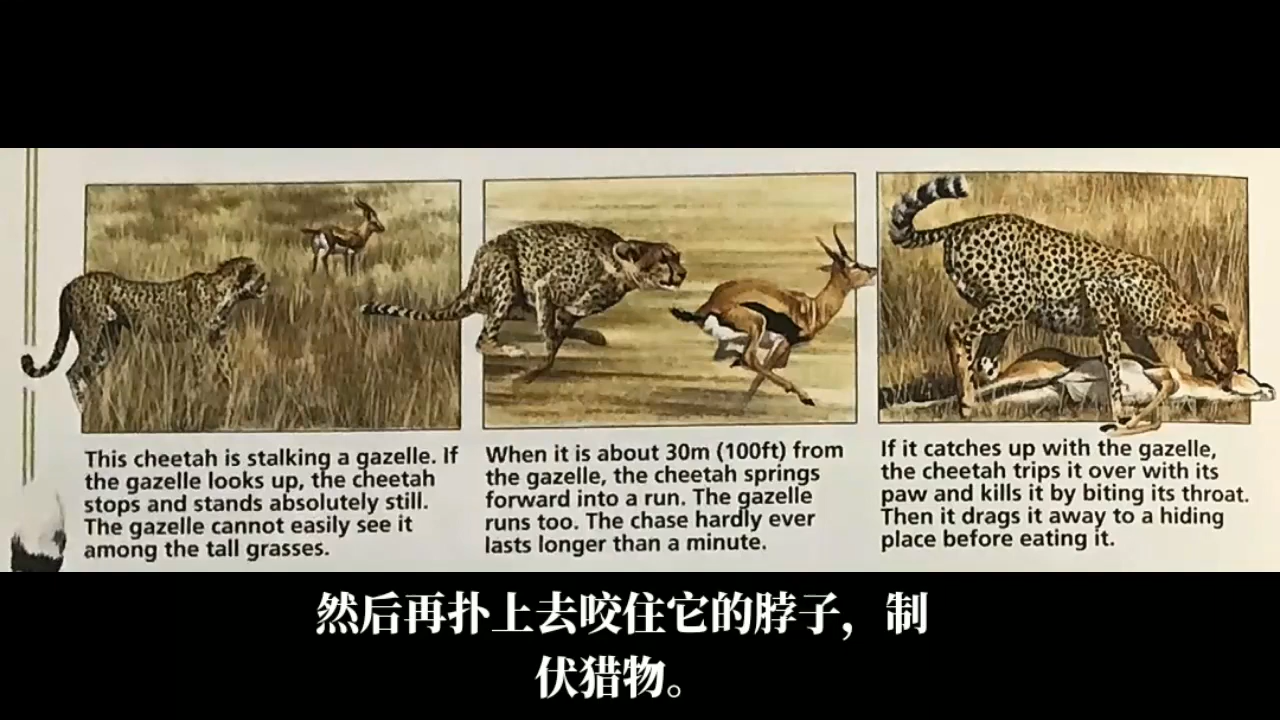 This cheetah is stalking a gazelle. If
the gazelle looks up, the cheetah
stops and stands absolutely still.
The gazelle cannot easily see it
among the tall grasses.
When it is about 30m (100ft) from
the gazelle, the cheetah springs
forward into a run. The gazelle
runs too. The chase hardly ever
lasts longer than a minute.
If it catches up with the gazelle,
the cheetah trips it over with its
paw and kills it by biting its throat.
Then it drags it away to a hiding
place before eating it.
然后再扑上去咬住它的脖子，制
伏猎物。